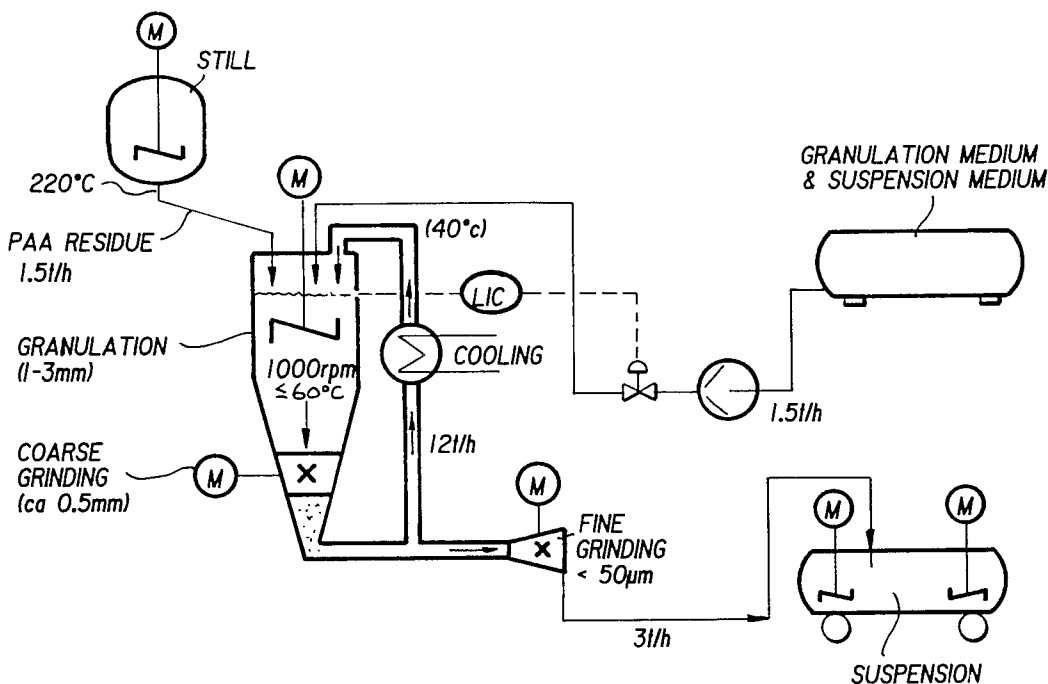 M
STILL
220°C
PAA RESIDUE
1.5t/h
M
(40°c)
GRANULATION MEDIUM
& SUSPENSION MEDIUM
LIC
GRANULATION
(1-3mm)
1000rpm
≤60°C
COOLING
1.5t/h
12t/h
COARSE
GRINDING
(ca 0.5mm)
M
M
FINE
GRINDING
< 50µm
M
M
3t/h
SUSPENSION